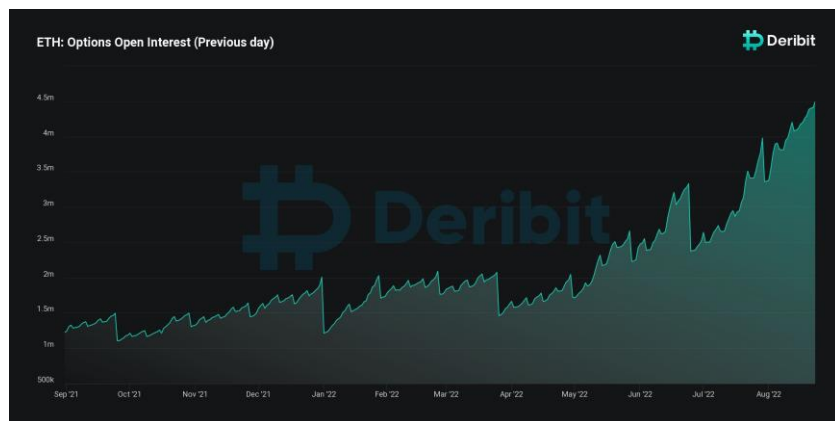 ETH: Options Open Interest (Previous day)
Deribit
4.5m
4m
3.5m
3m
Deribit
2.5m
2m
1.5m
1m
500k
Sep '21 Oct '21 Nov '21 Dec '21 Jan '22 Feb '22 Mar '22 Apr '22 May '22 Jun '22 Jul '22 Aug '22